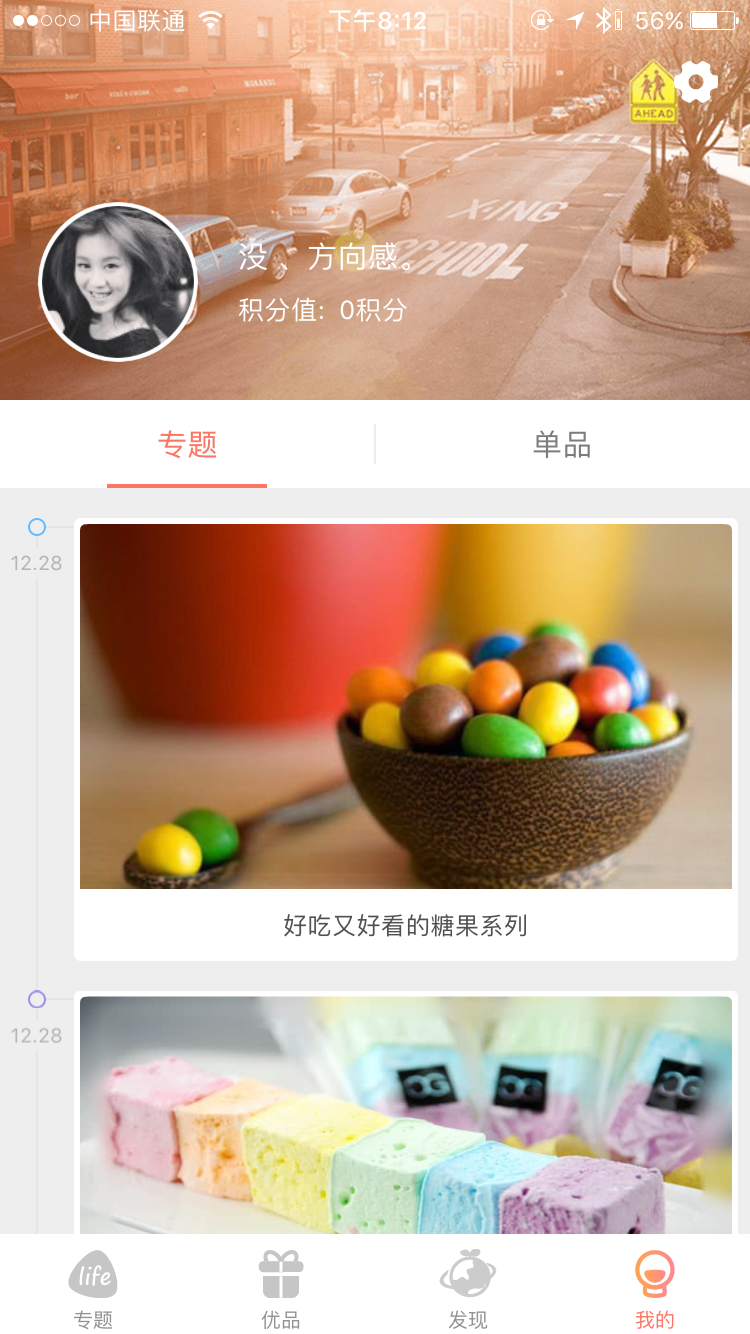 中国联通 下午8:12 56%
AHEAD
X-ING
SCHOOL
没 、方向感。
积分值: 0积分
专题 单品
12.28
好吃又好看的糖果系列
12.28
life
专题 优品 发现 我的